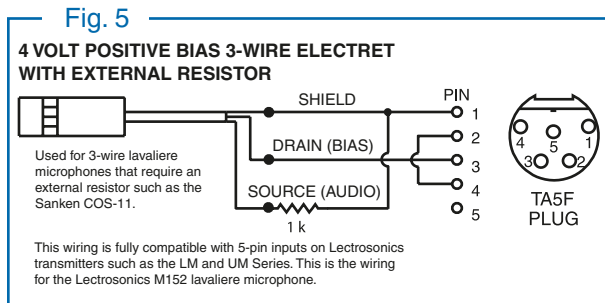 Fig. 5
4 VOLT POSITIVE BIAS 3-WIRE ELECTRET
WITH EXTERNAL RESISTOR
SHIELD
PIN
1
DRAIN (BIAS)
2
3
SOURCE (AUDIO)
4
5
1 k
Used for 3-wire lavaliere
microphones that require an
external resistor such as the
Sanken COS-11.
4
5
1
3
2
TA5F
PLUG
This wiring is fully compatible with 5-pin inputs on Lectrosonics
transmitters such as the LM and UM Series. This is the wiring
for the Lectrosonics M152 lavaliere microphone.